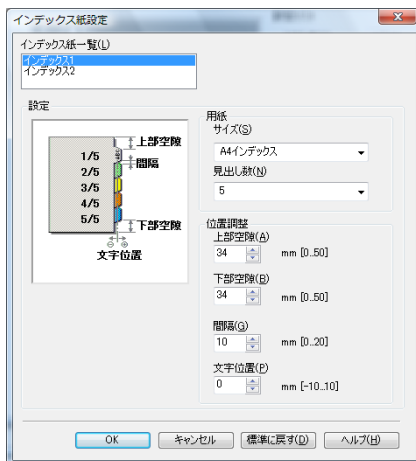 インデックス紙設定
インデックス紙一覧(L)
インデックス1
インデックス2
設定
上部空隙
間隔
1/5
2/5
3/5
4/5
5/5
下部空隙
文字位置
用紙
サイズ(S)
A4インデックス
見出し数(N)
5
位置調整
上部空隙(A)
34 mm [0..50]
下部空隙(B)
34 mm [0..50]
間隔(G)
10 mm [0..20]
文字位置(P)
0 mm [-10..10]
OK キャンセル 標準に戻す(D) ヘルプ(H)